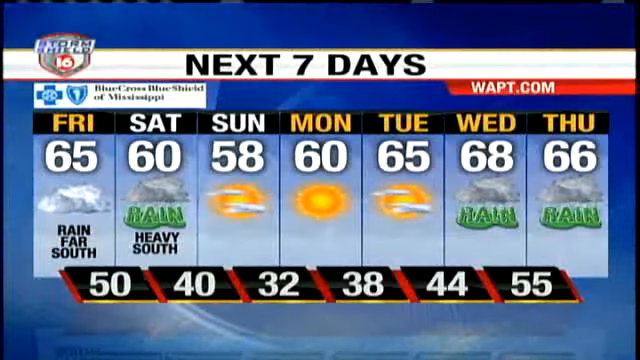 STORM
SHIELD
16
NEXT 7 DAYS
WAPT.COM
BlueCross BlueShield
of Mississippi
FRI SAT SUN MON TUE WED THU
65 60 58 60 65 68 66
RAIN RAIN RAIN
RAIN
FAR
SOUTH
HEAVY
SOUTH
50 40 32 38 44 55